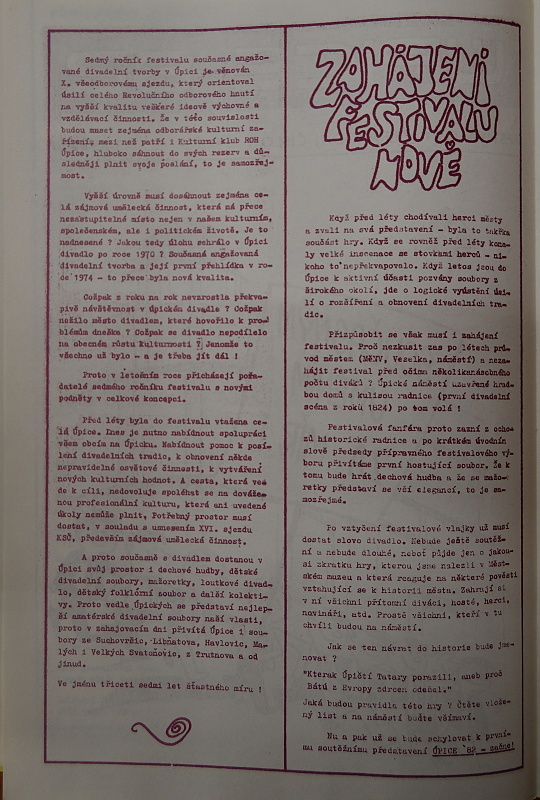 Sedmý ročník festivalu současné angažo-
vané divadelní tvorby v Úpici je věnován
X. všeodborovému sjezdu, který orientoval
úsilí celého Revolučního odborového hnutí
na vyšší kvalitu veškeré ideově výchovné a
vzdělávací činnosti. Že v této souvislosti
budou muset zejména odborářské kulturní za-
řízení, mezi než patří i Kulturní klub ROH
Úpice, hluboko sáhnout do svých rezerv a dů-
sledněji plnit svoje poslání, to je samozřej-
most.
Vyšší úrovně musí dosáhnout zejména ce-
lá zájmová umělecká činnost, která má přece
nezastupitelné místo nejen v našem kulturním,
společenském, ale i politickém životě. Je to
nadnesené ? Jakou tedy úlohu sehrálo v Úpici
divadlo po roce 1970 ? Současná angažovaná
divadelní tvorba a její první přehlídka v ro-
ce 1974 - to přece byla nová kvalita.
Cožpak z roku na rok nevzrostla překva-
pivě návštěvnost v úpickém divadle ? Cožpak
nežilo město divadlem, které hovořilo k pro-
blémům dneška ? Cožpak se divadlo nepodílelo
na obecném růstu kulturnosti ? Jenomže to
všechno už bylo - a je třeba jít dál !
Proto v letošním roce přicházejí pořa-
datelé sedmého ročníku festivalu s novými
podněty v celkové koncepci.
Před léty byla do festivalu vtažena ce-
lá Úpice. Dnes je nutno nabídnout spolupráci
všem obcím na Úpicku. Nabídnout pomoc k posí-
lení divadelních tradic, k obnovení někde
nepravidelné osvětové činnosti, k vytváření
nových kulturních hodnot. A cesta, která ve-
de k cíli, nedovoluje spoléhat se na dováže-
nou profesionální kulturu, která ani uvedené
úkoly nemůže plnit. Potřebný prostor musí
dostat, v souladu s usnesením XVI. sjezdu
KSČ, především zájmová umělecká činnost.
A proto současně s divadlem dostanou v
Úpici svůj prostor i dechové hudby, dětské
divadelní soubory, mažoretky, loutkové divad-
lo, dětský folklorní soubor a další kolekti-
vy. Proto vedle úpických se představí nejlep-
ší amatérské divadelní soubory naší vlasti,
proto v zahajovacím dni přivítá Úpice i sou-
bory ze Suchovršic, Libňatova, Havlovic, Ma-
lých i Velkých Svatoňovic, z Trutnova a od
jinud.
Ve jménu třiceti sedmi let šťastného míru !
ZAHÁJENÍ
FESTIVALU
NOVĚ
Když před léty chodívali herci městy
a zvali na svá představení - byla to takřka
součást hry. Když se rovněž před léty kona-
ly velké inscenace se stovkami herců - ni-
koho to nepřekvapovalo. Když letos jsou do
Úpice k aktivní účasti pozvány soubory z
širokého okolí, jde o logické vyústění úsi-
lí o rozšíření a obnovení divadelních tra-
dic.
Přizpůsobit se však musí i zahájení
festivalu. Proč nezkusit zas po létech prů-
vod městem (MěNV, Veselka, náměstí) a neza-
hájit festival před očima několikanásobného
počtu diváků ? Úpické náměstí uzavřené hrad-
bou domů s kulisou radnice (první divadelní
scéna z roku 1824) po tom volá !
Festivalová fanfára proto zazní z ocho-
zů historické radnice a po krátkém úvodním
slově předsedy přípravného festivalového vý-
boru přivítáme první hostující soubor. Že k
tomu bude hrát dechová hudba a že se mažo-
retky představí se vší elegancí, to je sa-
mozřejmé.
Po vztyčení festivalové vlajky už musí
dostat slovo divadlo. Nebude ještě soutěž-
ní a nebude dlouhé, neboť půjde jen o jakou-
si zkratku hry, kterou jsme nalezli v Měst-
ském muzeu a která reaguje na některé pověsti
vztahující se k historii města. Zahrají si
v ní všichni přítomní diváci, hosté, herci,
novináři, atd. Prostě všichni, kteří v tu
chvíli budou na náměstí.
Jak se ten návrat do historie bude jme-
novat ?
"Kterak Úpičtí Tatary porazili, aneb proč
Bátú z Evropy zdrcen odešel."
Jaká budou pravidla této hry ? Čtěte vlože-
ný list a na náměstí buďte všímaví.
Nu a pak už se bude schylovat k první-
mu soutěžnímu představení ÚPICE '82 - začne!